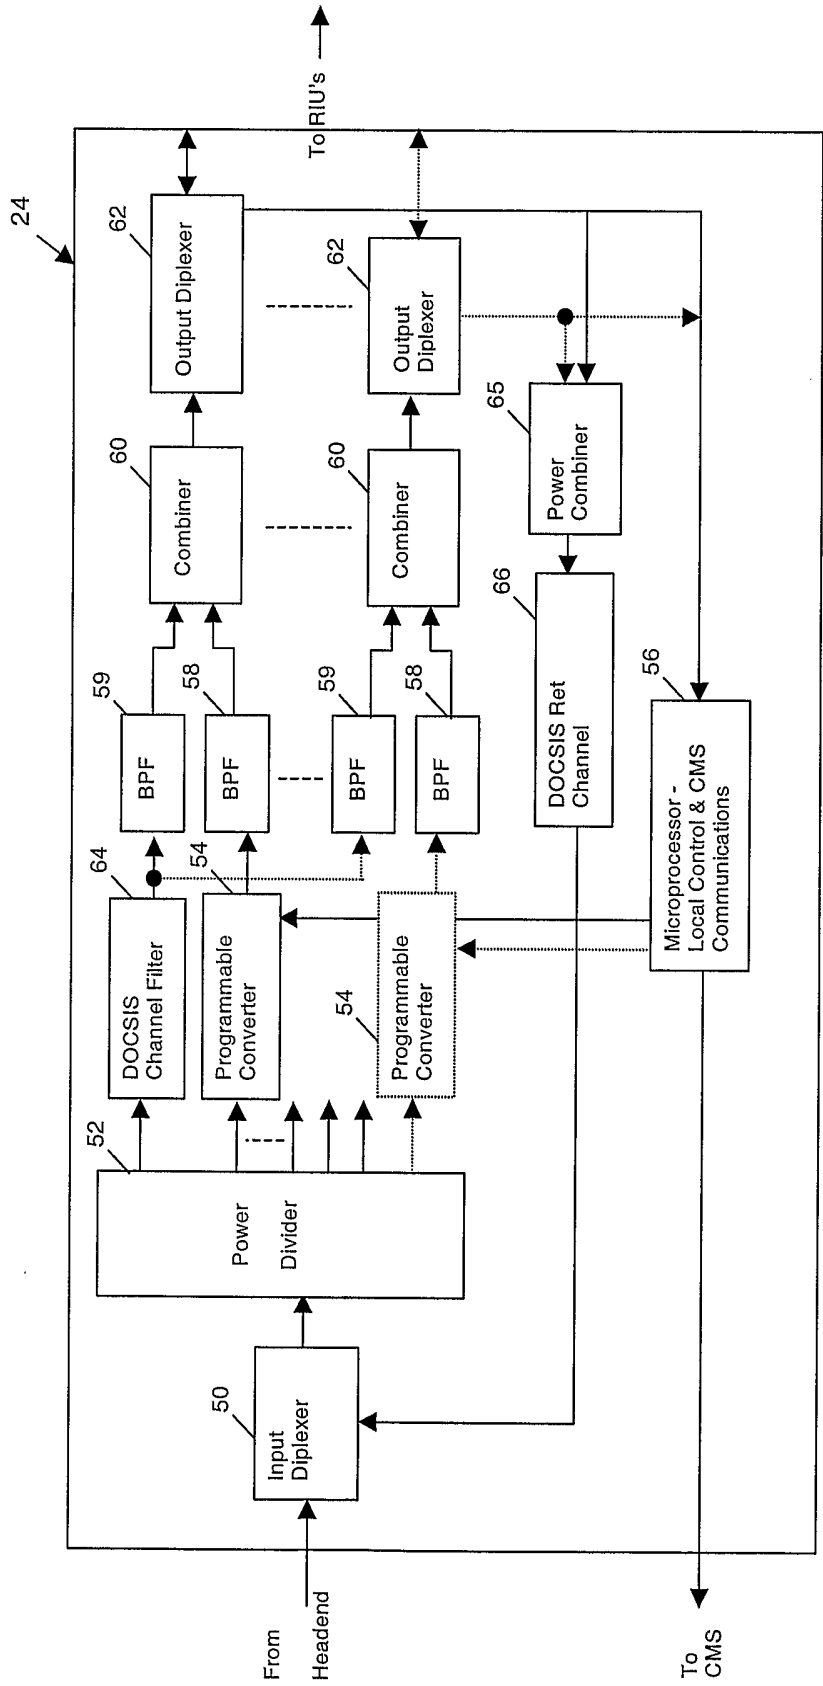 24
From
Headend
50
Input
Diplexer
52
Power
Divider
64
DOCSIS
Channel Filter
54
Programmable
Converter
54
Programmable
Converter
59
BPF
58
BPF
59
BPF
58
BPF
60
Combiner
60
Combiner
62
Output Diplexer
62
Output
Diplexer
To RIU's
65
Power
Combiner
66
DOCSIS Ret
Channel
56
Microprocessor -
Local Control & CMS
Communications
To
CMS